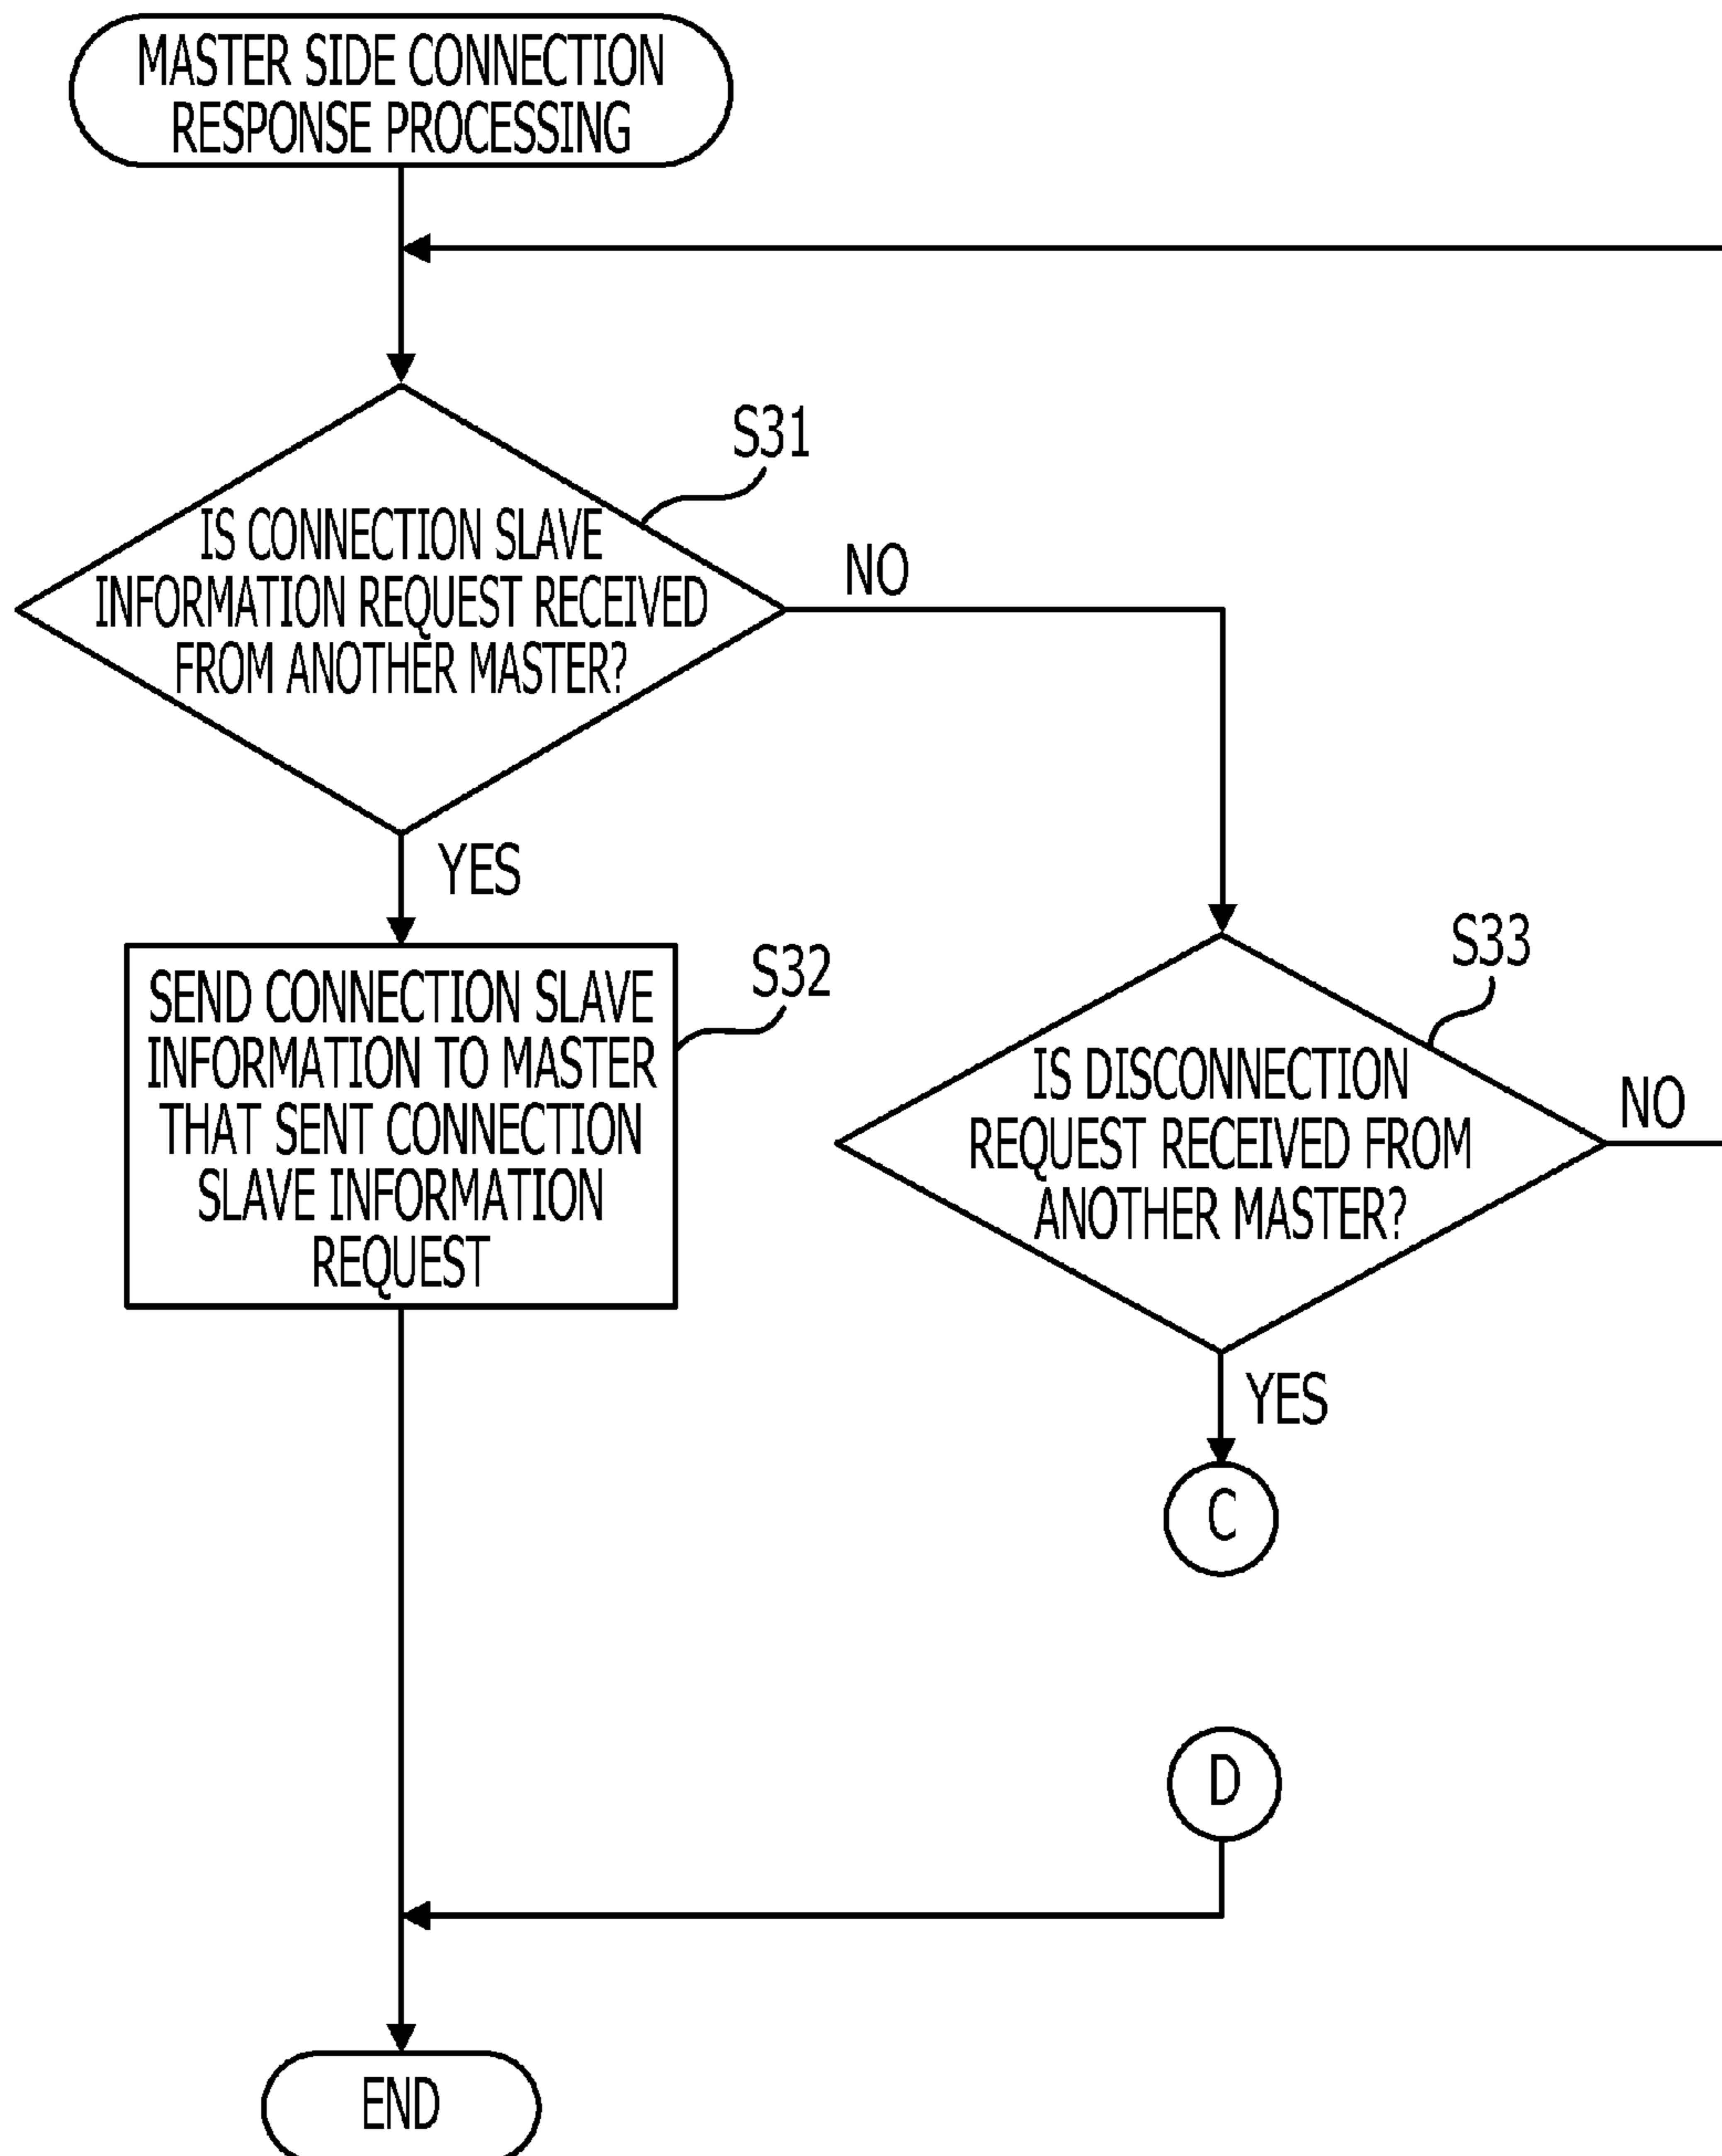 MASTER SIDE CONNECTION
RESPONSE PROCESSING
S31
IS CONNECTION SLAVE
INFORMATION REQUEST RECEIVED
FROM ANOTHER MASTER?
NO
YES
S32
SEND CONNECTION SLAVE
INFORMATION TO MASTER
THAT SENT CONNECTION
SLAVE INFORMATION
REQUEST
S33
IS DISCONNECTION
REQUEST RECEIVED FROM
ANOTHER MASTER?
NO
YES
C
D
END